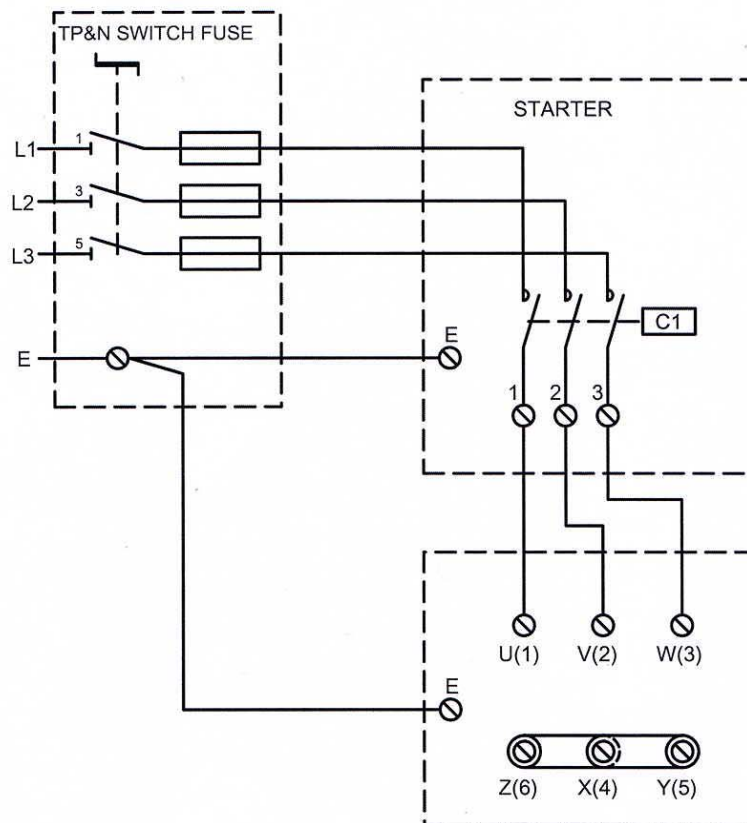 TP&N SWITCH FUSE
STARTER
L1 1
L2 3
L3 5
C1
E E
1 2 3
U(1) V(2) W(3)
E
Z(6) X(4) Y(5)